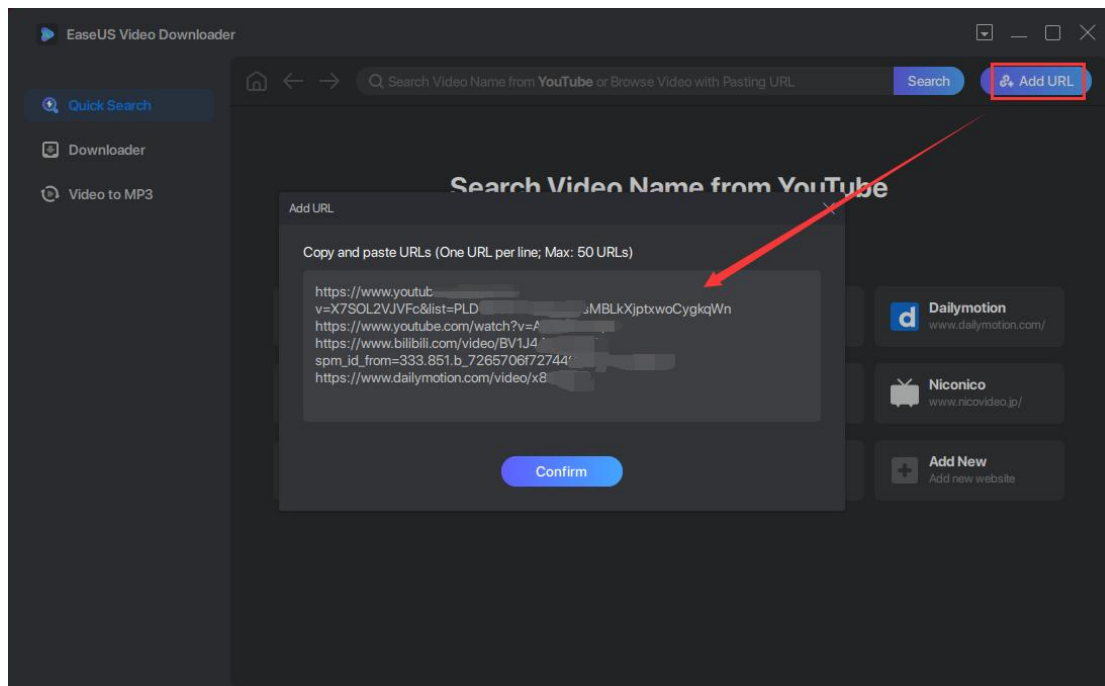 EaseUS Video Downloader
Quick Search
Downloader
Video to MP3
Search Video Name from YouTube or Browse Video with Pasting URL
Search
Add URL
Search Video Name from YouTube
Add URL
Copy and paste URLs (One URL per line; Max: 50 URLs)
https://www.youtub
v=X7SOL2VJVFc&list=PLD MBLkXjptxwoCygkqWn
https://www.youtube.com/watch?v=A
https://www.bilibili.com/video/BV1J4
spm_id_from=333.851.b_7265706f72744
https://www.dailymotion.com/video/x8
Confirm
Dailymotion
www.dailymotion.com/
Niconico
www.nicovideo.jp/
Add New
Add new website